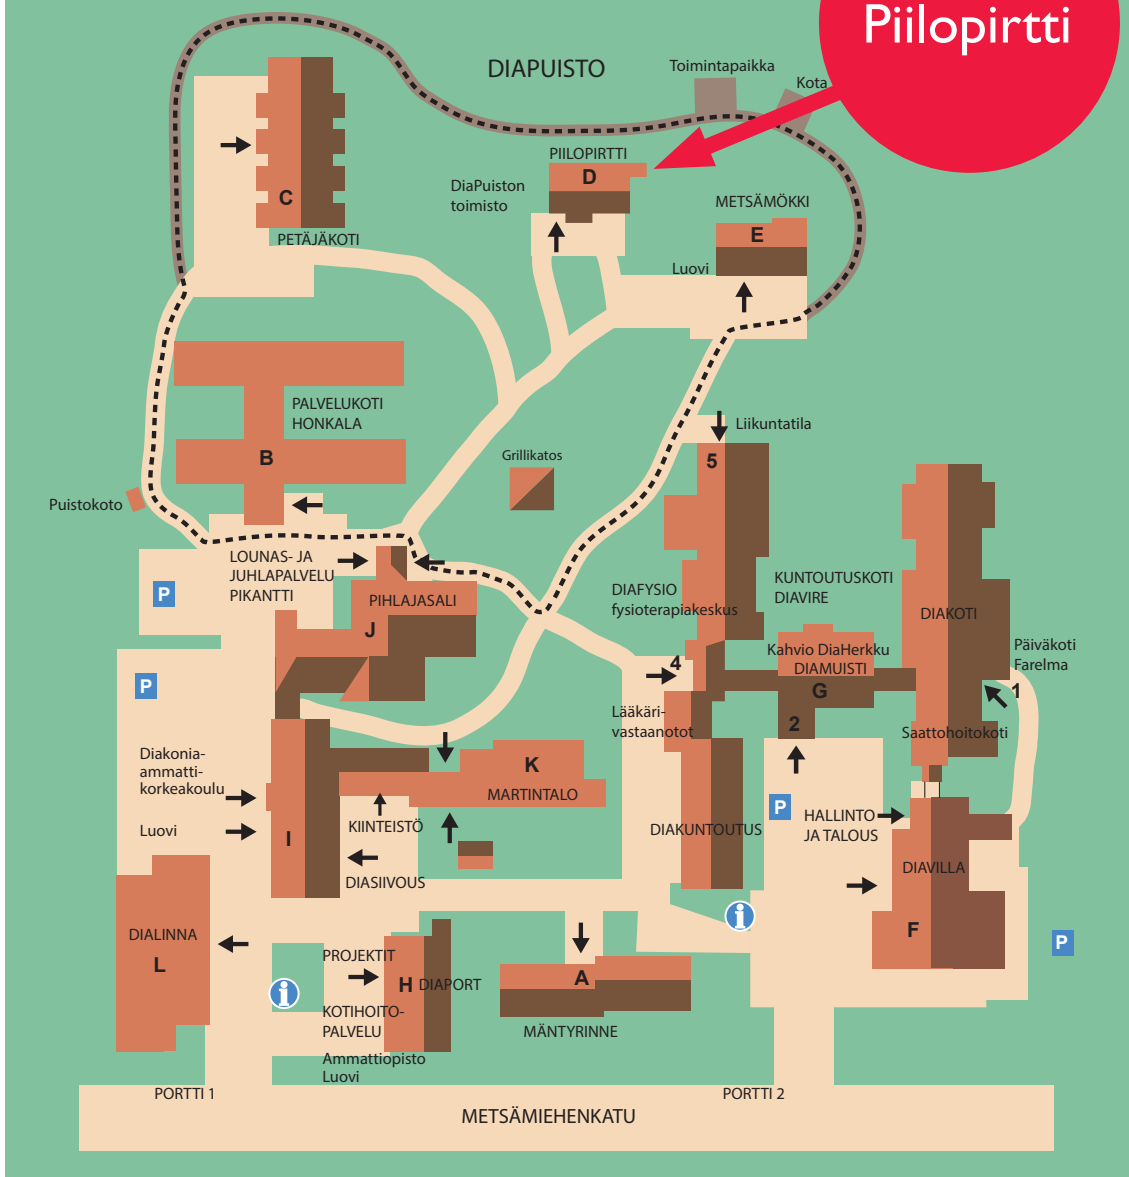 Piilopirtti
DIAPUISTO
Toimintapaikka
Kota
PIILOPIRTTI
D
DiaPuiston
toimisto
METSÄMÖKKI
E
Luovi
C
PETÄJÄKOTI
PALVELUKOTI
HONKALA
B
Puistokoto
Grillikatos
Liikuntatila
5
LOUNAS- JA
JUHLAPALVELU
PIKANTTI
P
PIHLAJASALI
J
DIAFYSIO
fysioterapiakeskus
KUNTOUTUSKOTI
DIAVIRE
DIAKOTI
Kahvio DiaHerkku
DIAMUISTI
G
2
4
Päiväkoti
Farelma
1
P
Lääkäri-
vastaanotot
Saattohoitokoti
Diakonia-
ammatti-
korkeakoulu
Luovi
K
MARTINTALO
KIINTEISTÖ
I
DIASIIVOUS
DIAKUNTOUTUS
P
HALLINTO
JA TALOUS
DIAVILLA
F
P
DIALINNA
L
i
i
PROJEKTIT
H DIAPORT
KOTIHOITO-
PALVELU
Ammattiopisto
Luovi
A
MÄNTYRINNE
PORTTI 1
PORTTI 2
METSÄMIEHENKATU